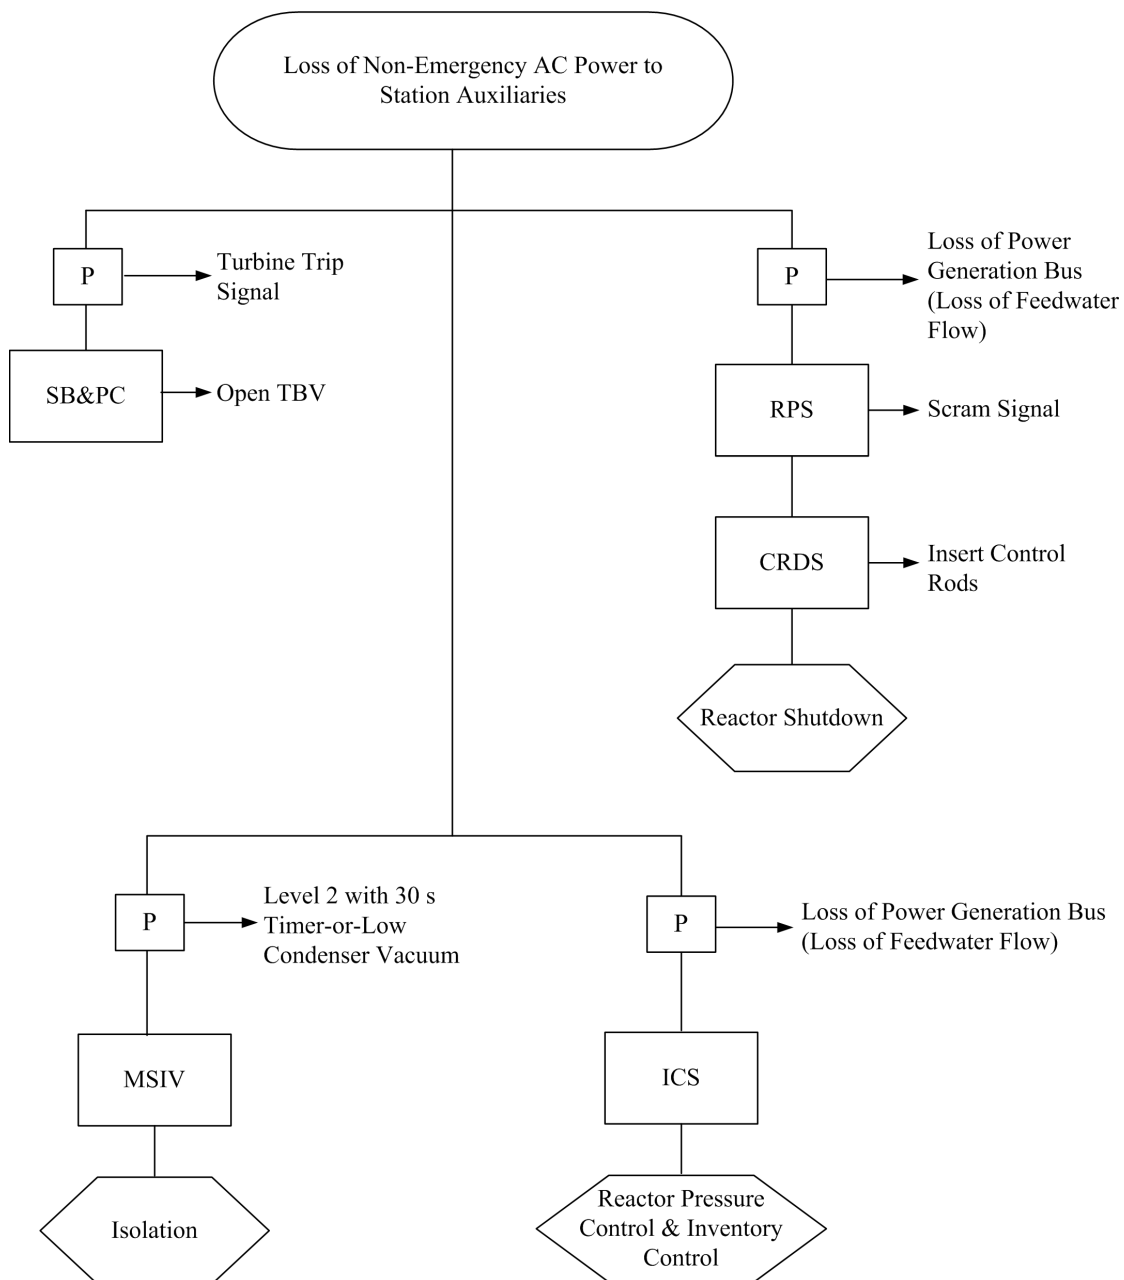 Loss of Non-Emergency AC Power to
Station Auxiliaries
P
Turbine Trip
Signal
SB&PC
Open TBV
P
Loss of Power
Generation Bus
(Loss of Feedwater
Flow)
RPS
Scram Signal
CRDS
Insert Control
Rods
Reactor Shutdown
P
Level 2 with 30 s
Timer-or-Low
Condenser Vacuum
MSIV
Isolation
P
Loss of Power Generation Bus
(Loss of Feedwater Flow)
ICS
Reactor Pressure
Control & Inventory
Control